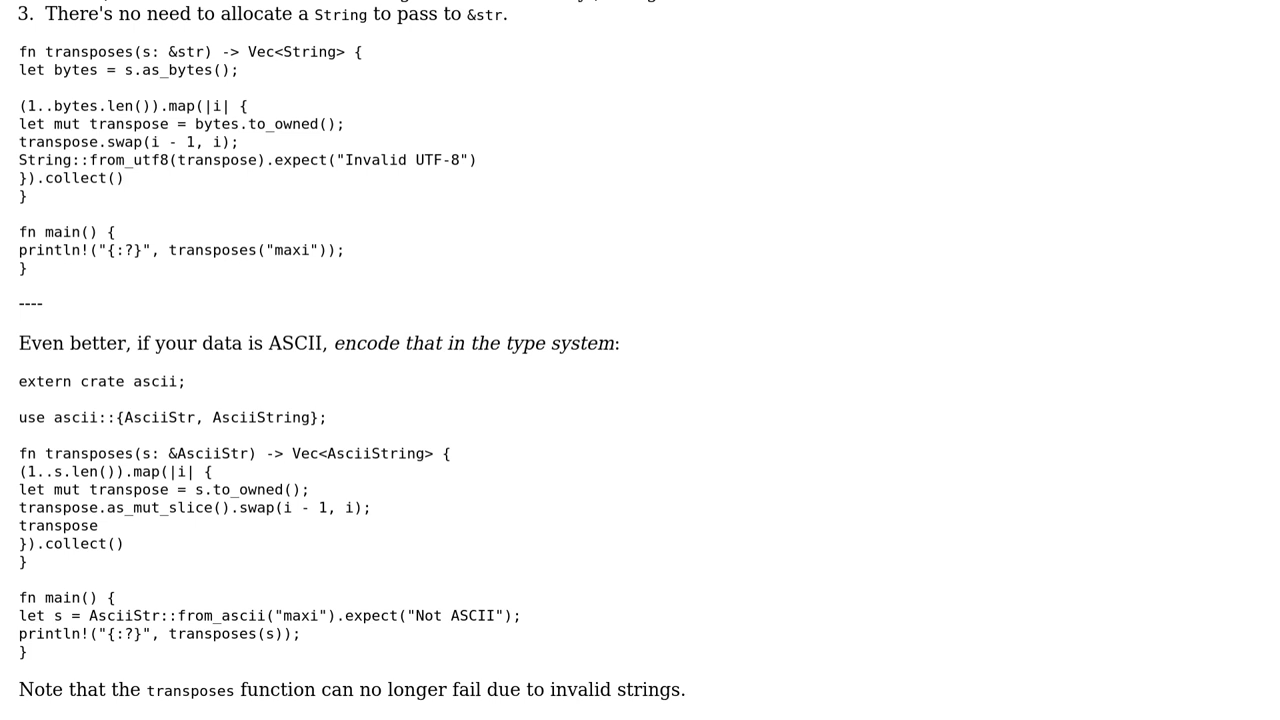 3. There's no need to allocate a String to pass to &str.
fn transposes(s: &str) -> Vec<String> {
let bytes = s.as_bytes();
(1..bytes.len()).map(|i| {
let mut transpose = bytes.to_owned();
transpose.swap(i - 1, i);
String::from_utf8(transpose).expect("Invalid UTF-8")
}).collect()
}
fn main() {
println!("{:?}", transposes("maxi"));
}
----
Even better, if your data is ASCII, encode that in the type system:
extern crate ascii;
use ascii::{AsciiStr, AsciiString};
fn transposes(s: &AsciiStr) -> Vec<AsciiString> {
(1..s.len()).map(|i| {
let mut transpose = s.to_owned();
transpose.as_mut_slice().swap(i - 1, i);
transpose
}).collect()
}
fn main() {
let s = AsciiStr::from_ascii("maxi").expect("Not ASCII");
println!("{:?}", transposes(s));
}
Note that the transposes function can no longer fail due to invalid strings.